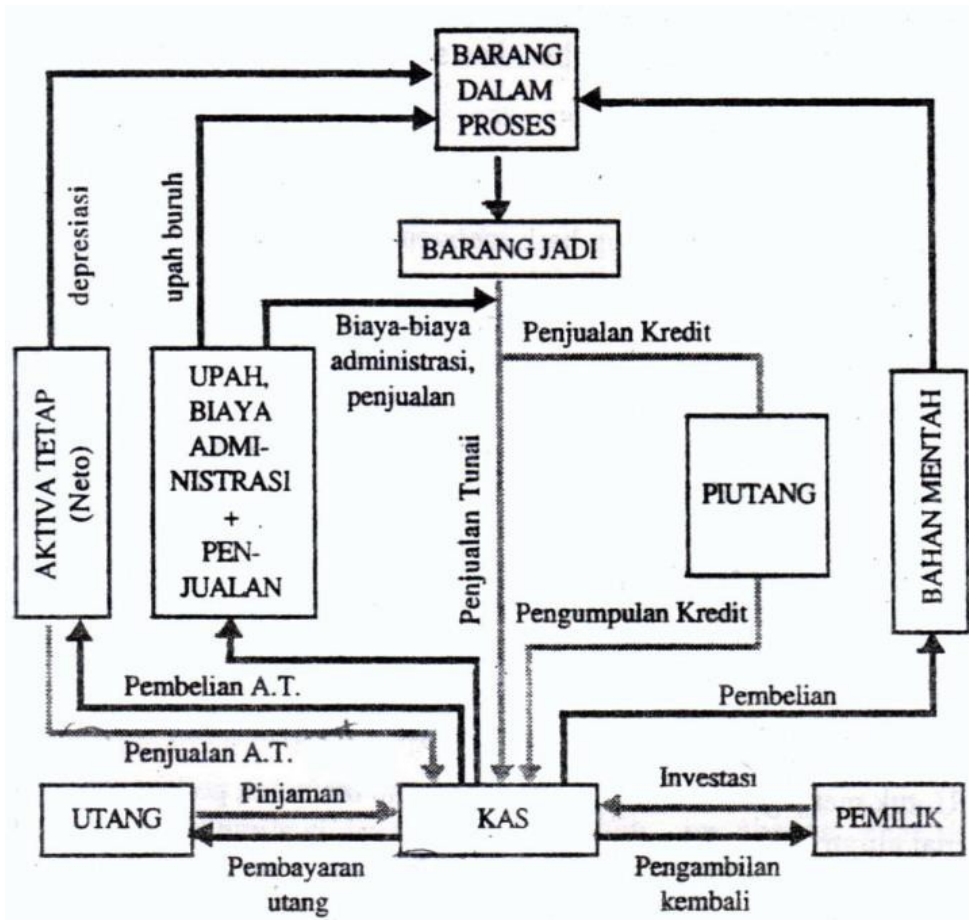 BARANG
DALAM
PROSES
depresiasi
upah buruh
BARANG JADI
Biaya-biaya
administrasi,
penjualan
Penjualan Kredit
AKTIVA TETAP
(Neto)
UPAH,
BIAYA
ADMI-
NISTRASI
+
PEN-
JUALAN
Penjualan Tunai
PIUTANG
BAHAN MENTAH
Pengumpulan Kredit
Pembelian A.T.
Pembelian
Penjualan A.T.
UTANG
Pinjaman
KAS
Investasi
PEMILIK
Pembayaran
utang
Pengambilan
kembali